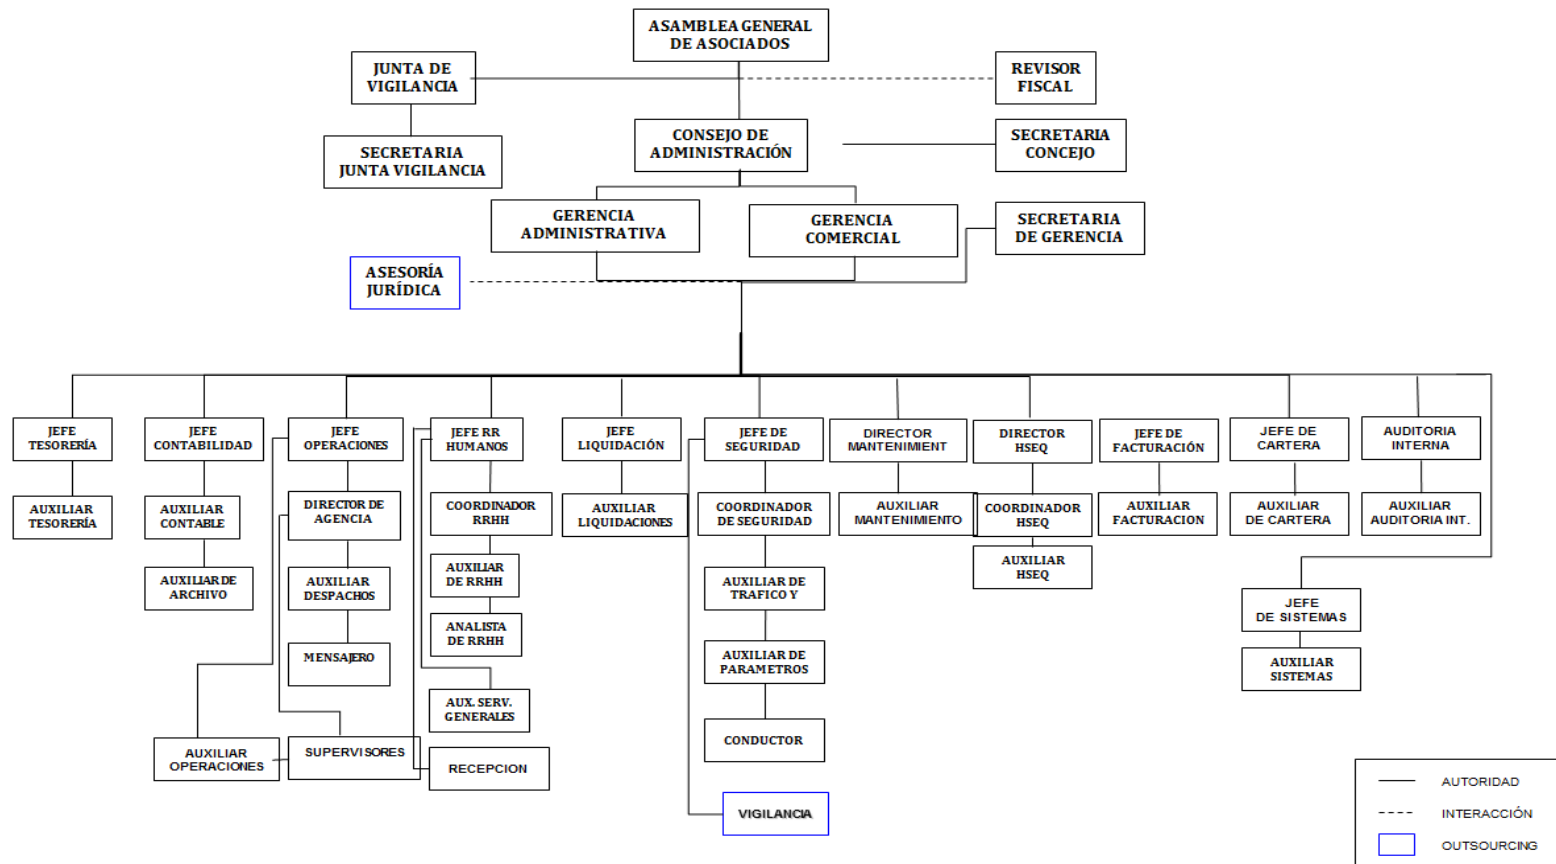 ASAMBLEA GENERAL
DE ASOCIADOS
JUNTA DE
VIGILANCIA
REVISOR
FISCAL
SECRETARIA
JUNTA VIGILANCIA
CONSEJO DE
ADMINISTRACIÓN
SECRETARIA
CONCEJO
GERENCIA
ADMINISTRATIVA
GERENCIA
COMERCIAL
SECRETARIA
DE GERENCIA
ASESORÍA
JURÍDICA
JEFE
TESORERÍA
JEFE
CONTABILIDAD
JEFE
OPERACIONES
JEFE RR
HUMANOS
JEFE
LIQUIDACIÓN
JEFE DE
SEGURIDAD
DIRECTOR
MANTENIMIENT
DIRECTOR
HSEQ
JEFE DE
FACTURACIÓN
JEFE DE
CARTERA
AUDITORIA
INTERNA
AUXILIAR
TESORERÍA
AUXILIAR
CONTABLE
DIRECTOR DE
AGENCIA
COORDINADOR
RRHH
AUXILIAR
LIQUIDACIONES
COORDINADOR
DE SEGURIDAD
AUXILIAR
MANTENIMIENTO
COORDINADOR
HSEQ
AUXILIAR
FACTURACION
AUXILIAR
DE CARTERA
AUXILIAR
AUDITORIA INT.
AUXILIAR DE
ARCHIVO
AUXILIAR
DESPACHOS
AUXILIAR
DE RRHH
AUXILIAR DE
TRAFICO Y
AUXILIAR
HSEQ
JEFE
DE SISTEMAS
MENSAJERO
ANALISTA
DE RRHH
AUXILIAR DE
PARAMETROS
AUXILIAR
SISTEMAS
AUX. SERV.
GENERALES
CONDUCTOR
AUXILIAR
OPERACIONES
SUPERVISORES
RECEPCION
VIGILANCIA
AUTORIDAD
INTERACCIÓN
OUTSOURCING